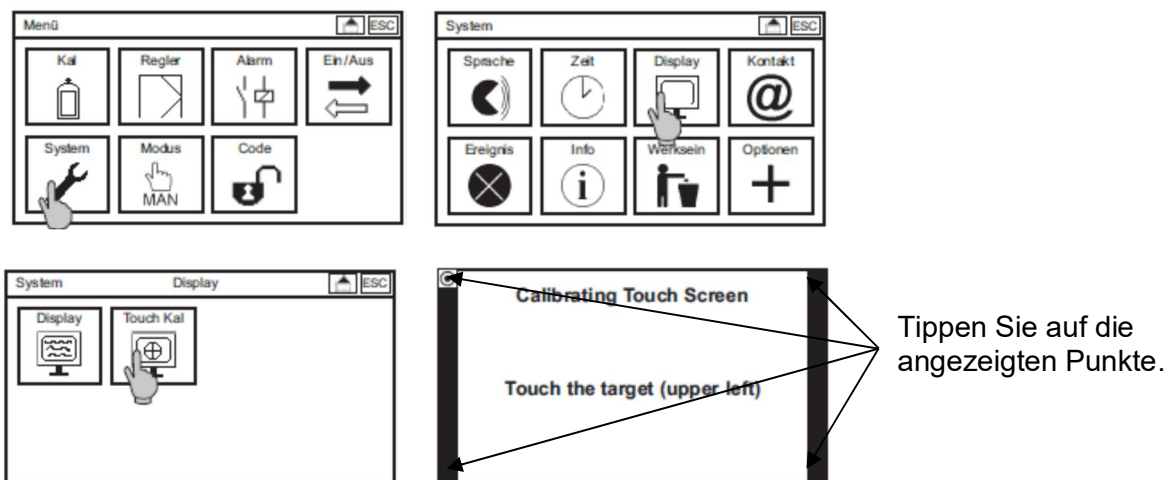 Menü ESC
Kal Regler Alarm Ein/Aus
System Modus Code
MAN
System ESC
Sprache Zeit Display Kontakt
@
Ereignis Info Werksein Optionen
i
System Display ESC
Display Touch Kal
Calibrating Touch Screen
Touch the target (upper left)
Tippen Sie auf die
angezeigten Punkte.